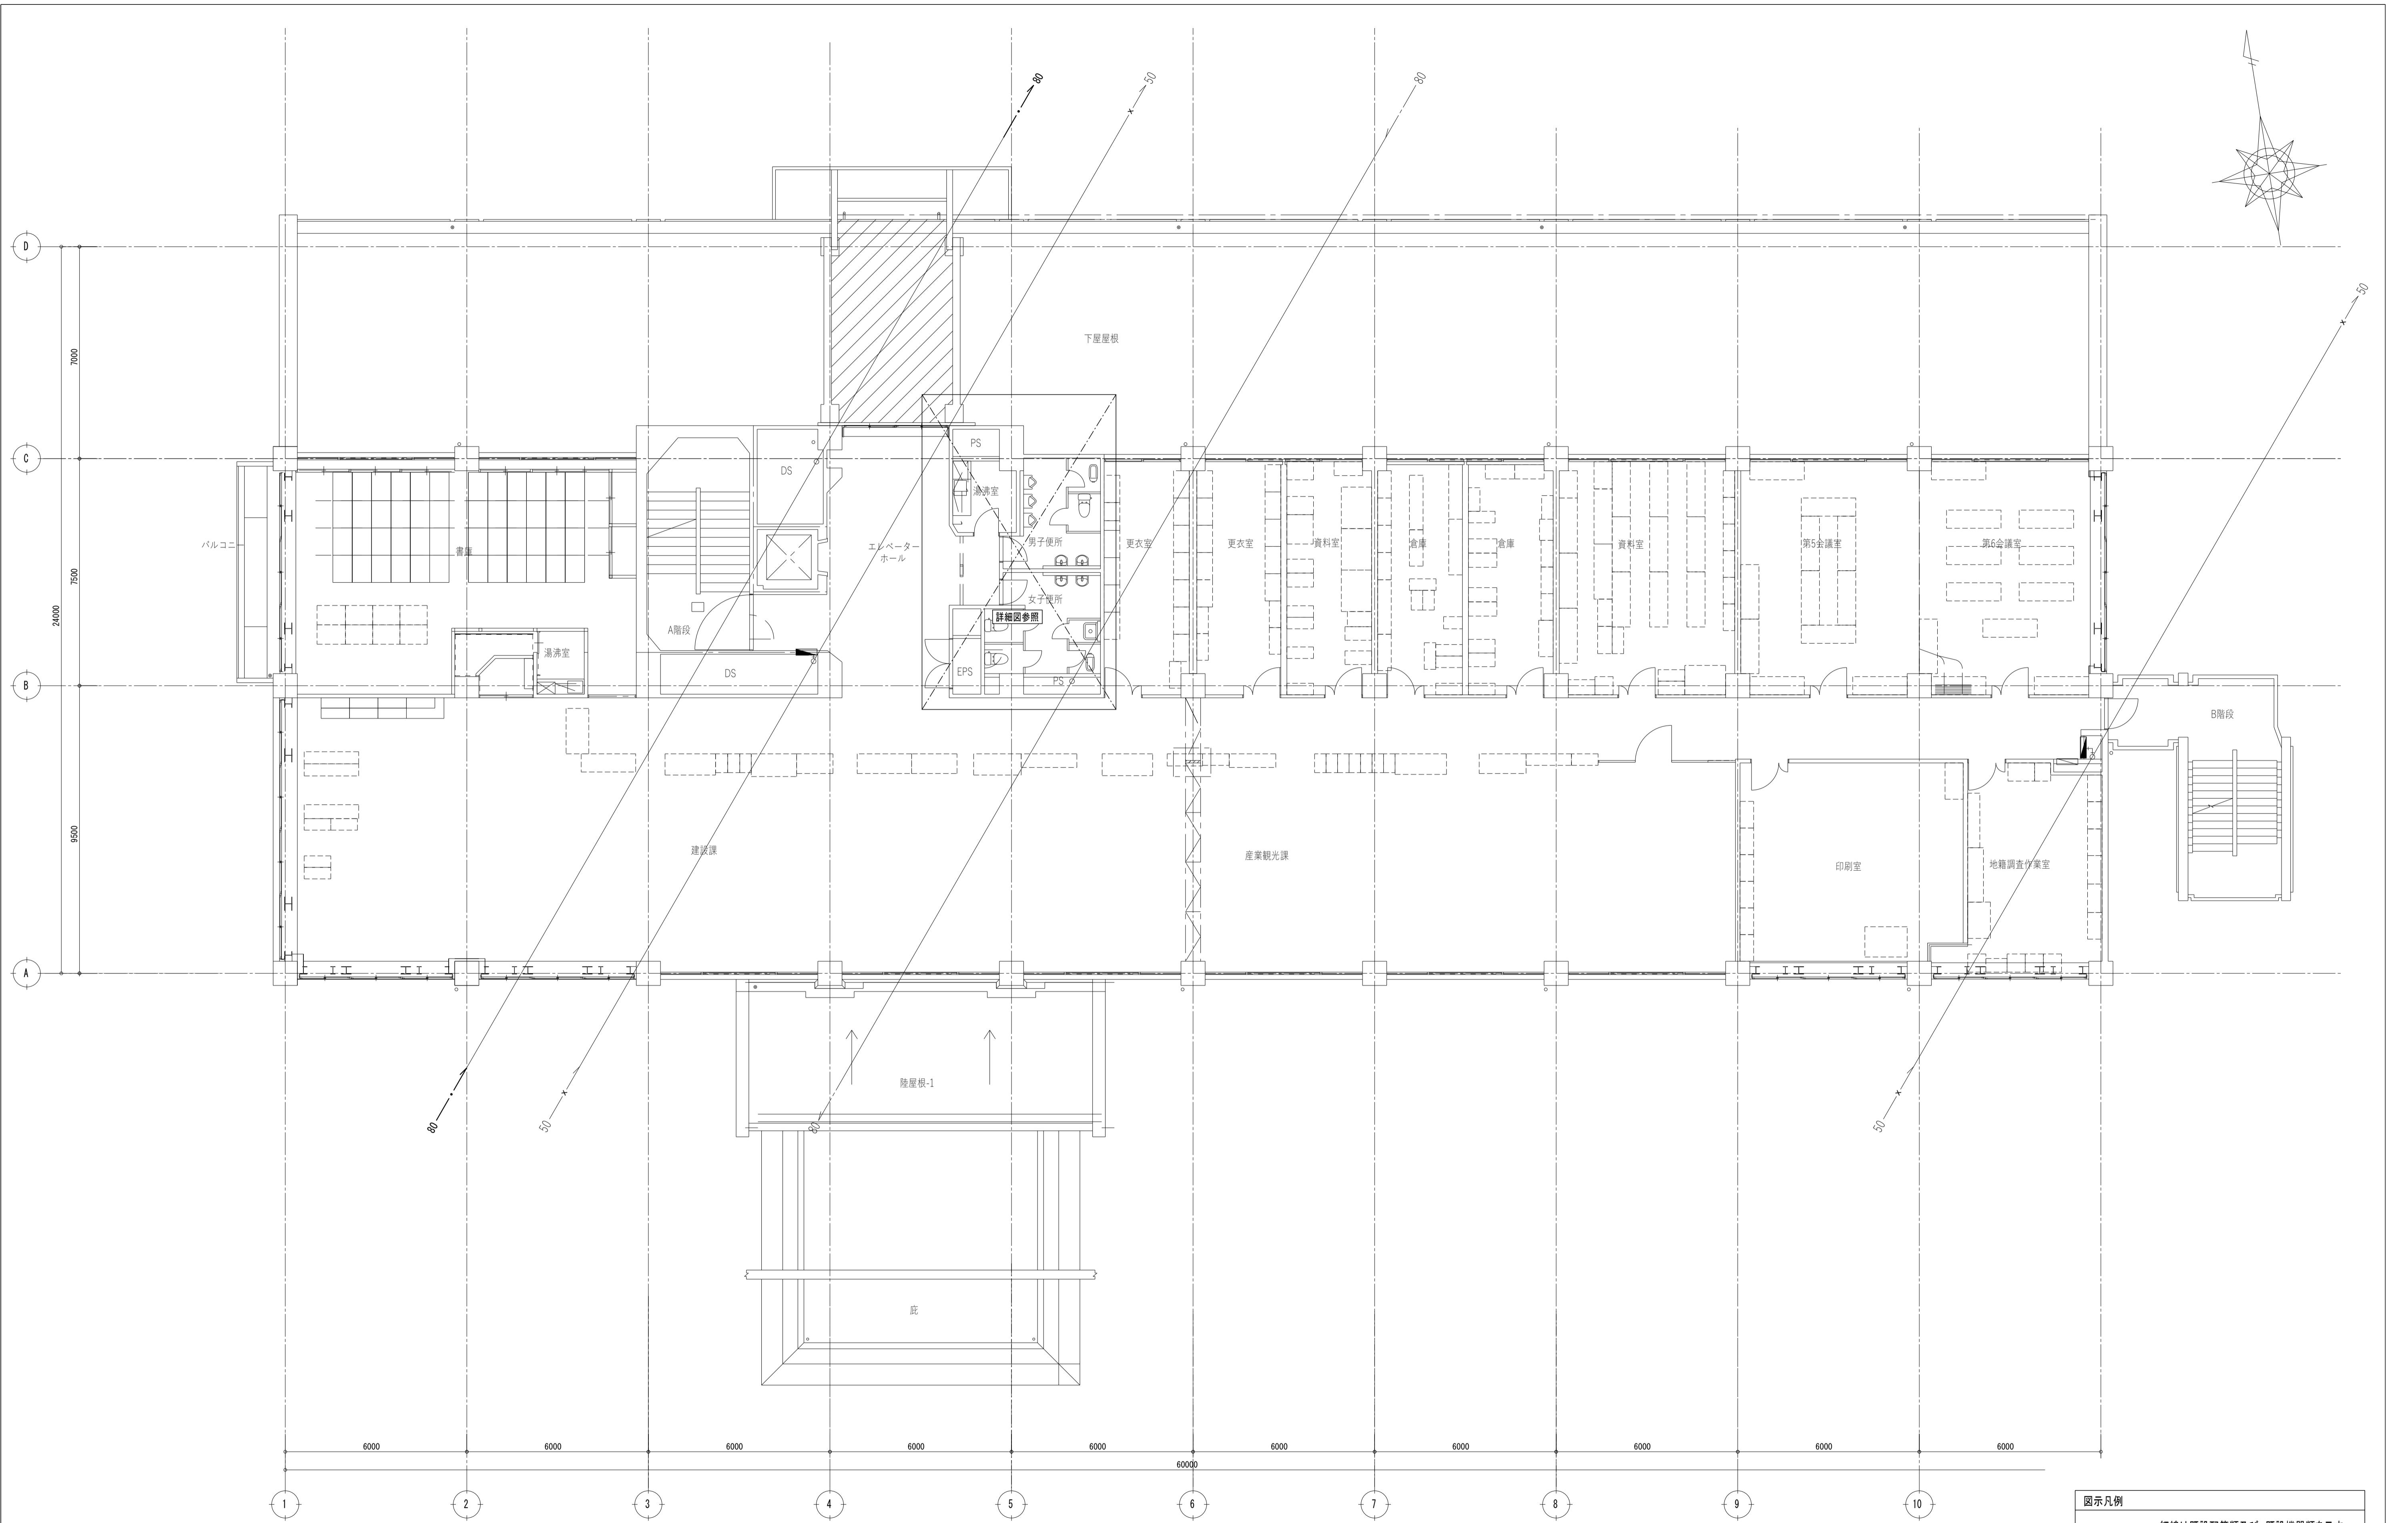 80
50
80
D
50
下屋屋根
7000
C
PS
DS
湯沸室
バルコニー
書庫
エレベーター
ホール
男子便所
更衣室
更衣室
資料室
倉庫
倉庫
資料室
第5会議室
第6会議室
7500
24000
女子便所
詳細図参照
A階段
湯沸室
DS
EPS
PS
B
B階段
9500
建設課
産業観光課
印刷室
地籍調査作業室
A
陸屋根-1
80
50
80
50
庇
6000
6000
6000
6000
6000
6000
6000
6000
6000
6000
60000
1
2
3
4
5
6
7
8
9
10
図示凡例